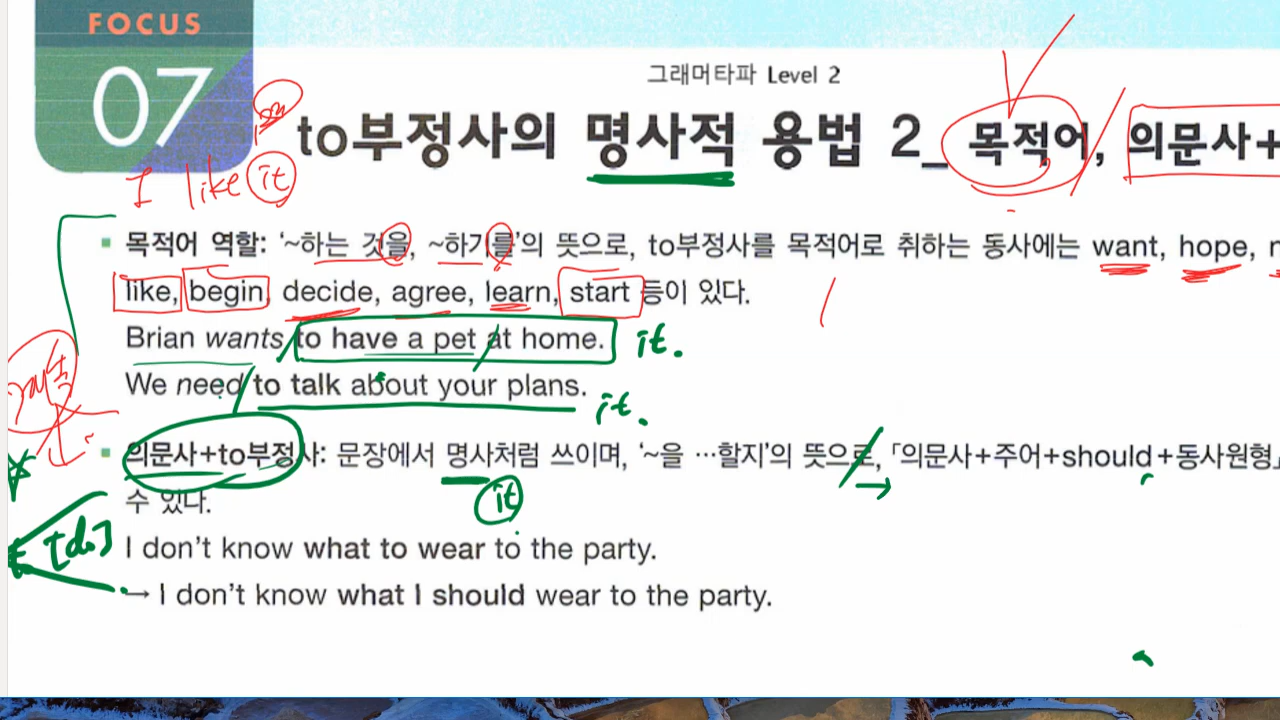 FOCUS
07
그래머타파 Level 2
to부정사의 명사적 용법 2_ 목적어, 의문사+
I like it
목적어 역할: ‘~하는 것을, ~하기를’의 뜻으로, to부정사를 목적어로 취하는 동사에는 want, hope,
like, begin, decide, agree, learn, start 등이 있다.
Brian wants to have a pet at home. it.
We need to talk about your plans. it.
의문사+to부정사: 문장에서 명사처럼 쓰이며, ‘~을 …할지’의 뜻으로, 「의문사+주어+should+동사원형」
수 있다. it
[do] I don’t know what to wear to the party.
→ I don’t know what I should wear to the party.